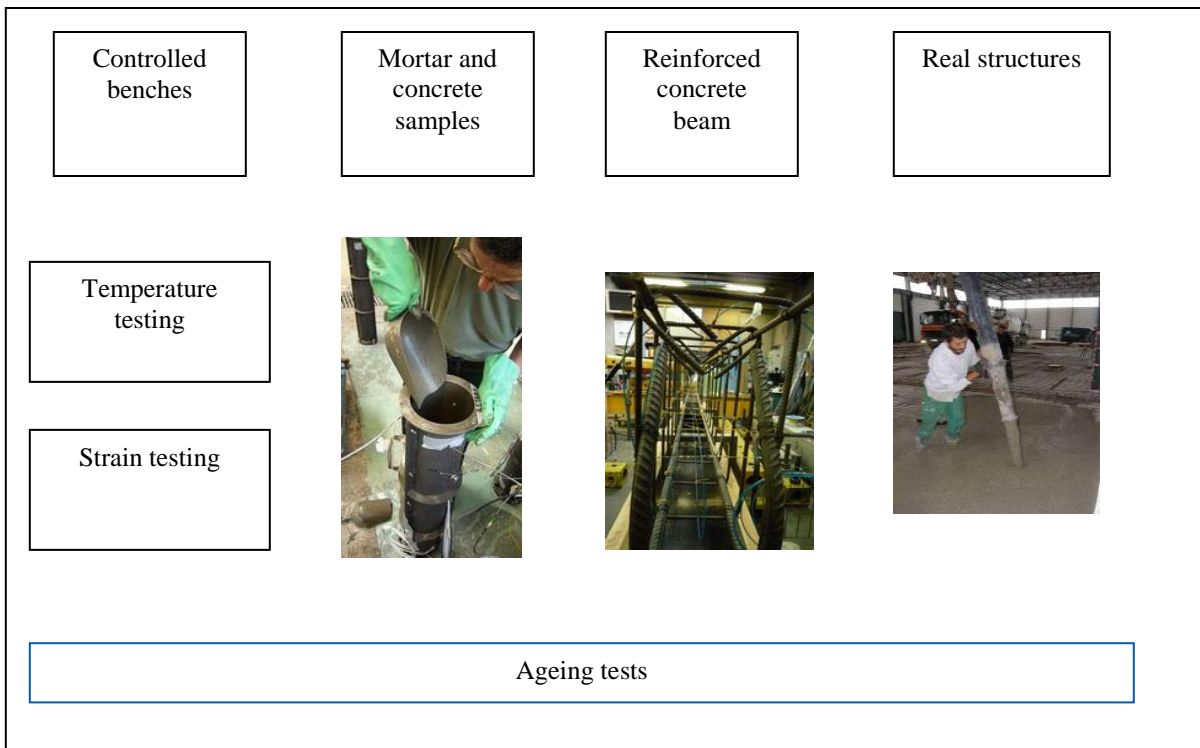 Controlled
benches
Mortar and
concrete
samples
Reinforced
concrete
beam
Real structures
Temperature
testing
Strain testing
Ageing tests